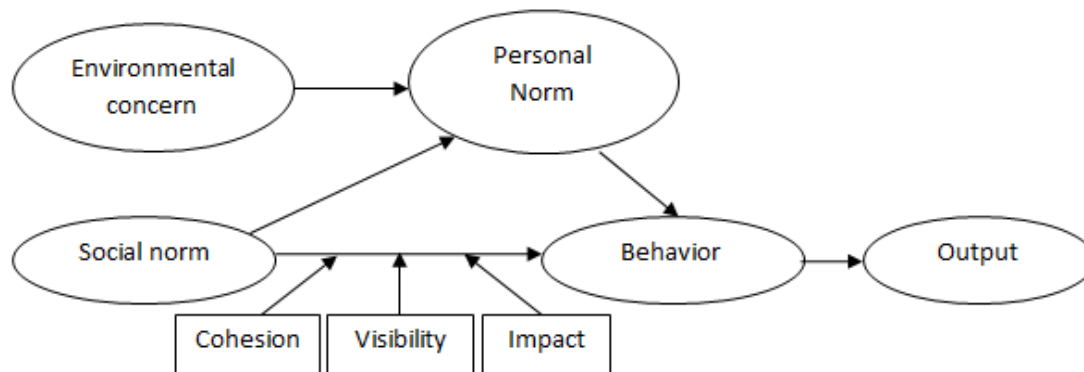 Environmental
concern
Personal
Norm
Social norm
Behavior
Output
Cohesion
Visibility
Impact